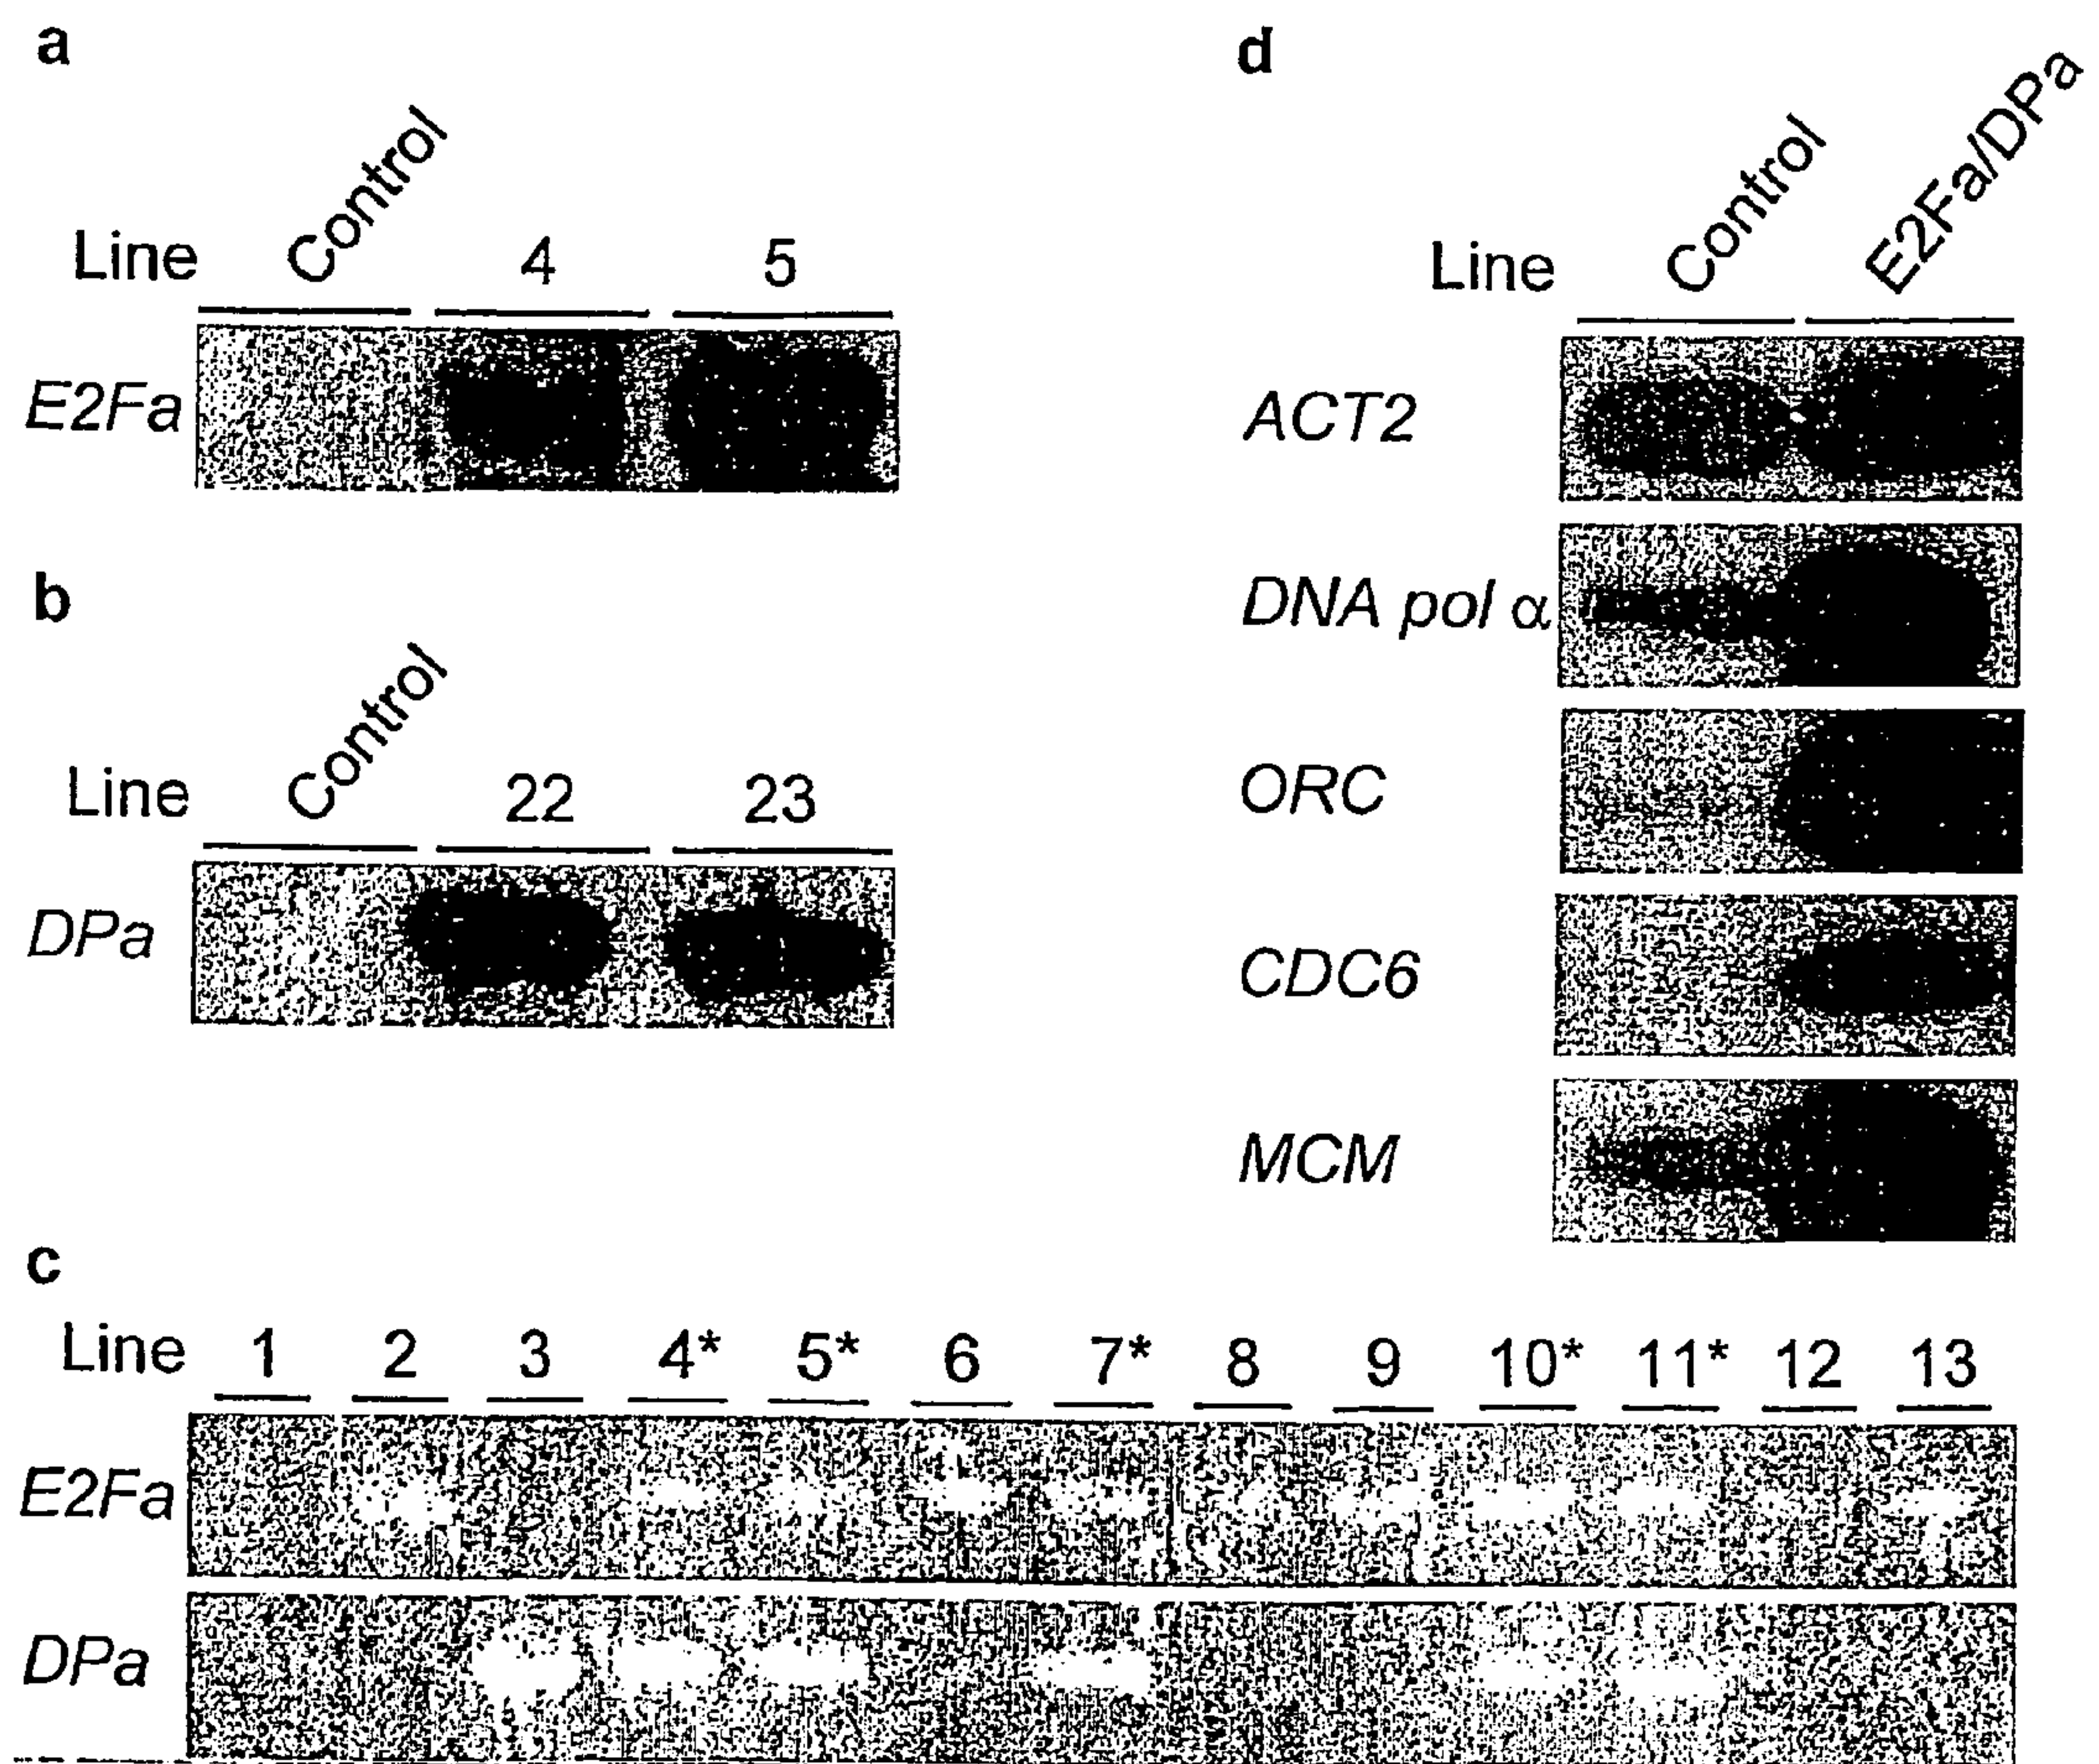 a
Line Control 4 5
E2Fa
b
Line Control 22 23
DPa
d
Line Control E2Fa/DPa
ACT2
DNA pol α
ORC
CDC6
MCM
c
Line 1 2 3 4* 5* 6 7* 8 9 10* 11* 12 13
E2Fa
DPa